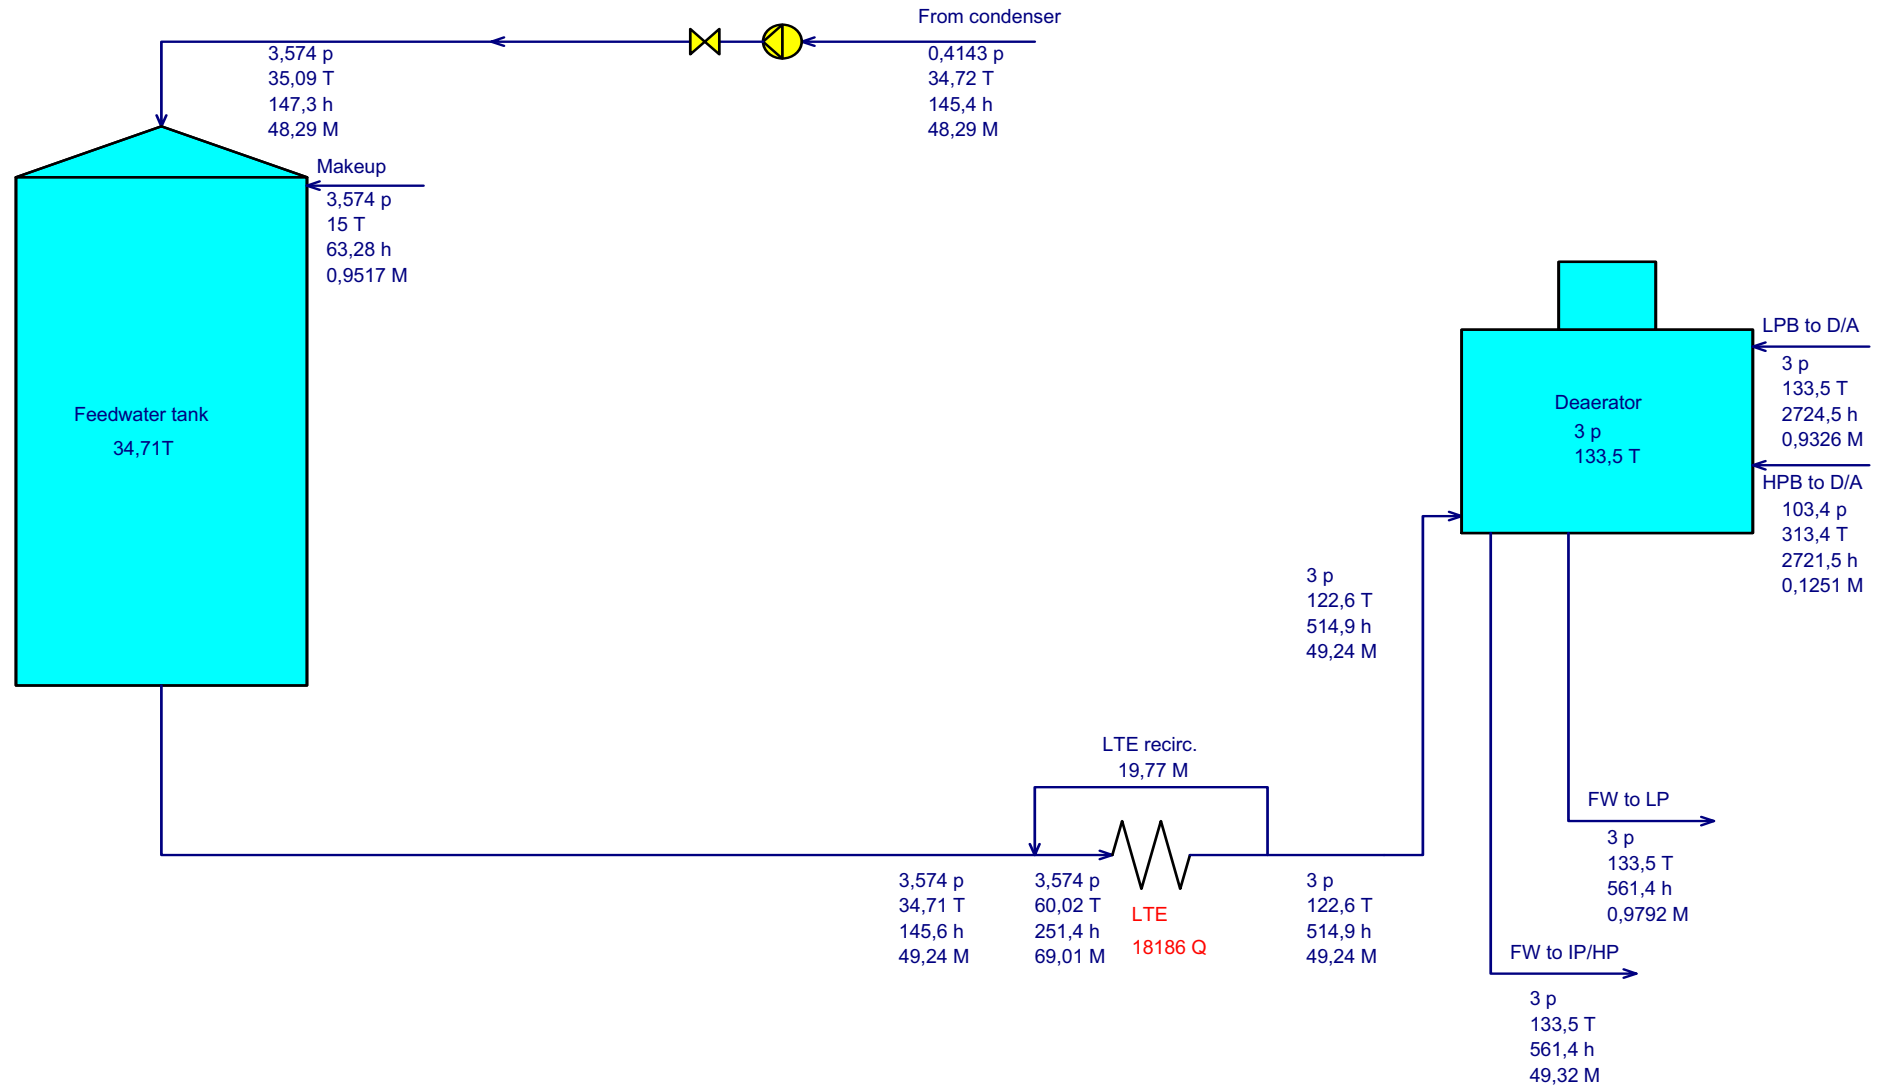 From condenser
3,574 p
35,09 T
147,3 h
48,29 M
0,4143 p
34,72 T
145,4 h
48,29 M
Makeup
3,574 p
15 T
63,28 h
0,9517 M
Feedwater tank
34,71T
Deaerator
3 p
133,5 T
LPB to D/A
3 p
133,5 T
2724,5 h
0,9326 M
HPB to D/A
103,4 p
313,4 T
2721,5 h
0,1251 M
3 p
122,6 T
514,9 h
49,24 M
LTE recirc.
19,77 M
3,574 p
34,71 T
145,6 h
49,24 M
3,574 p
60,02 T
251,4 h
69,01 M
LTE
18186 Q
3 p
122,6 T
514,9 h
49,24 M
FW to LP
3 p
133,5 T
561,4 h
0,9792 M
FW to IP/HP
3 p
133,5 T
561,4 h
49,32 M